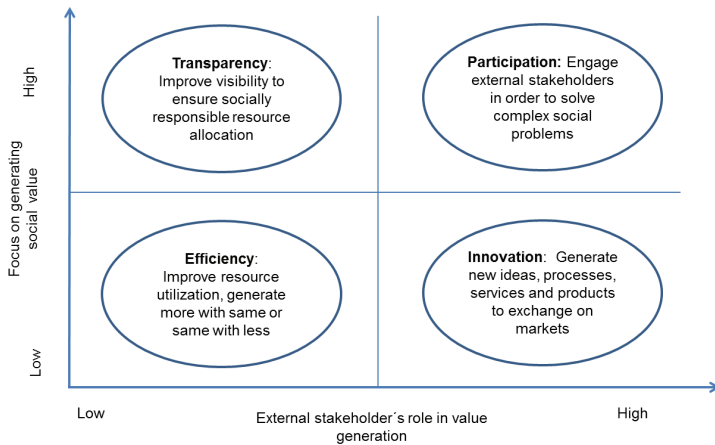 Transparency:
Improve visibility to
ensure socially
responsible resource
allocation
Participation: Engage
external stakeholders
in order to solve
complex social
problems
Efficiency:
Improve resource
utilization, generate
more with same or
same with less
Innovation: Generate
new ideas, processes,
services and products
to exchange on
markets
High
Focus on generating
social value
Low
Low
External stakeholder´s role in value
generation
High